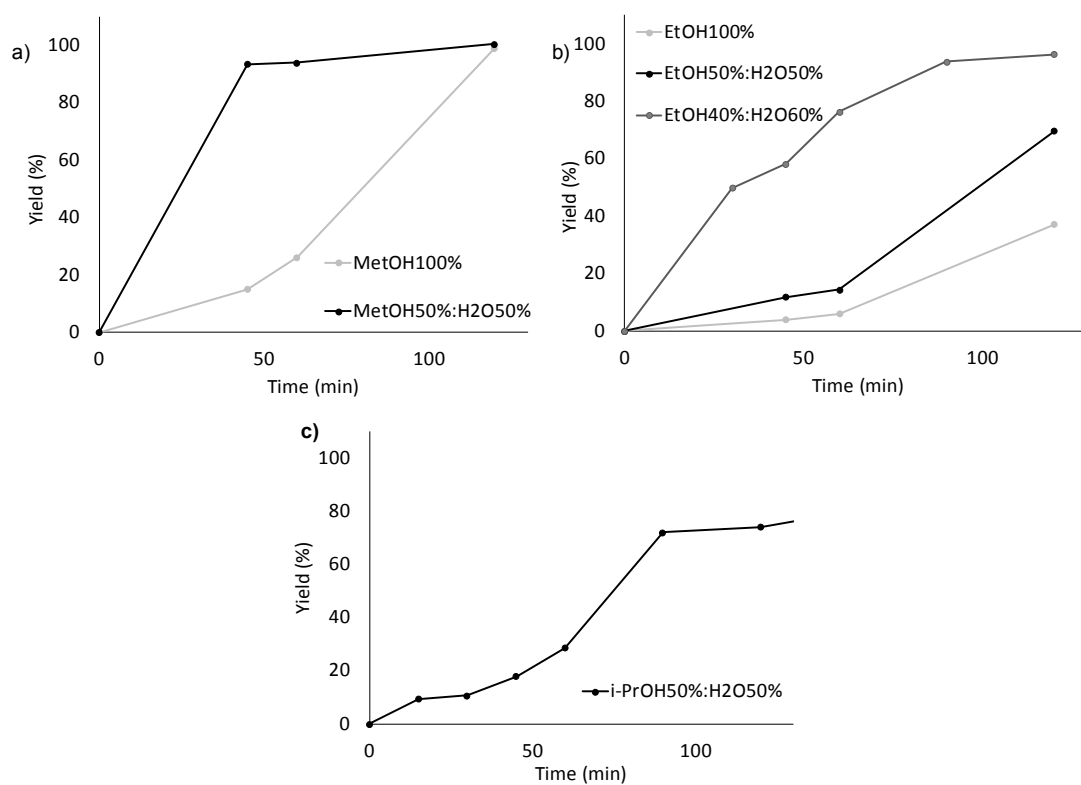 a)
100
80
60
40
20
0
Yield (%)
0 50 100
Time (min)
MetOH100%
MetOH50%:H2O50%
b)
100
80
60
40
20
0
Yield (%)
0 50 100
Time (min)
EtOH100%
EtOH50%:H2O50%
EtOH40%:H2O60%
c)
100
80
60
40
20
0
Yield (%)
0 50 100
Time (min)
i-PrOH50%:H2O50%